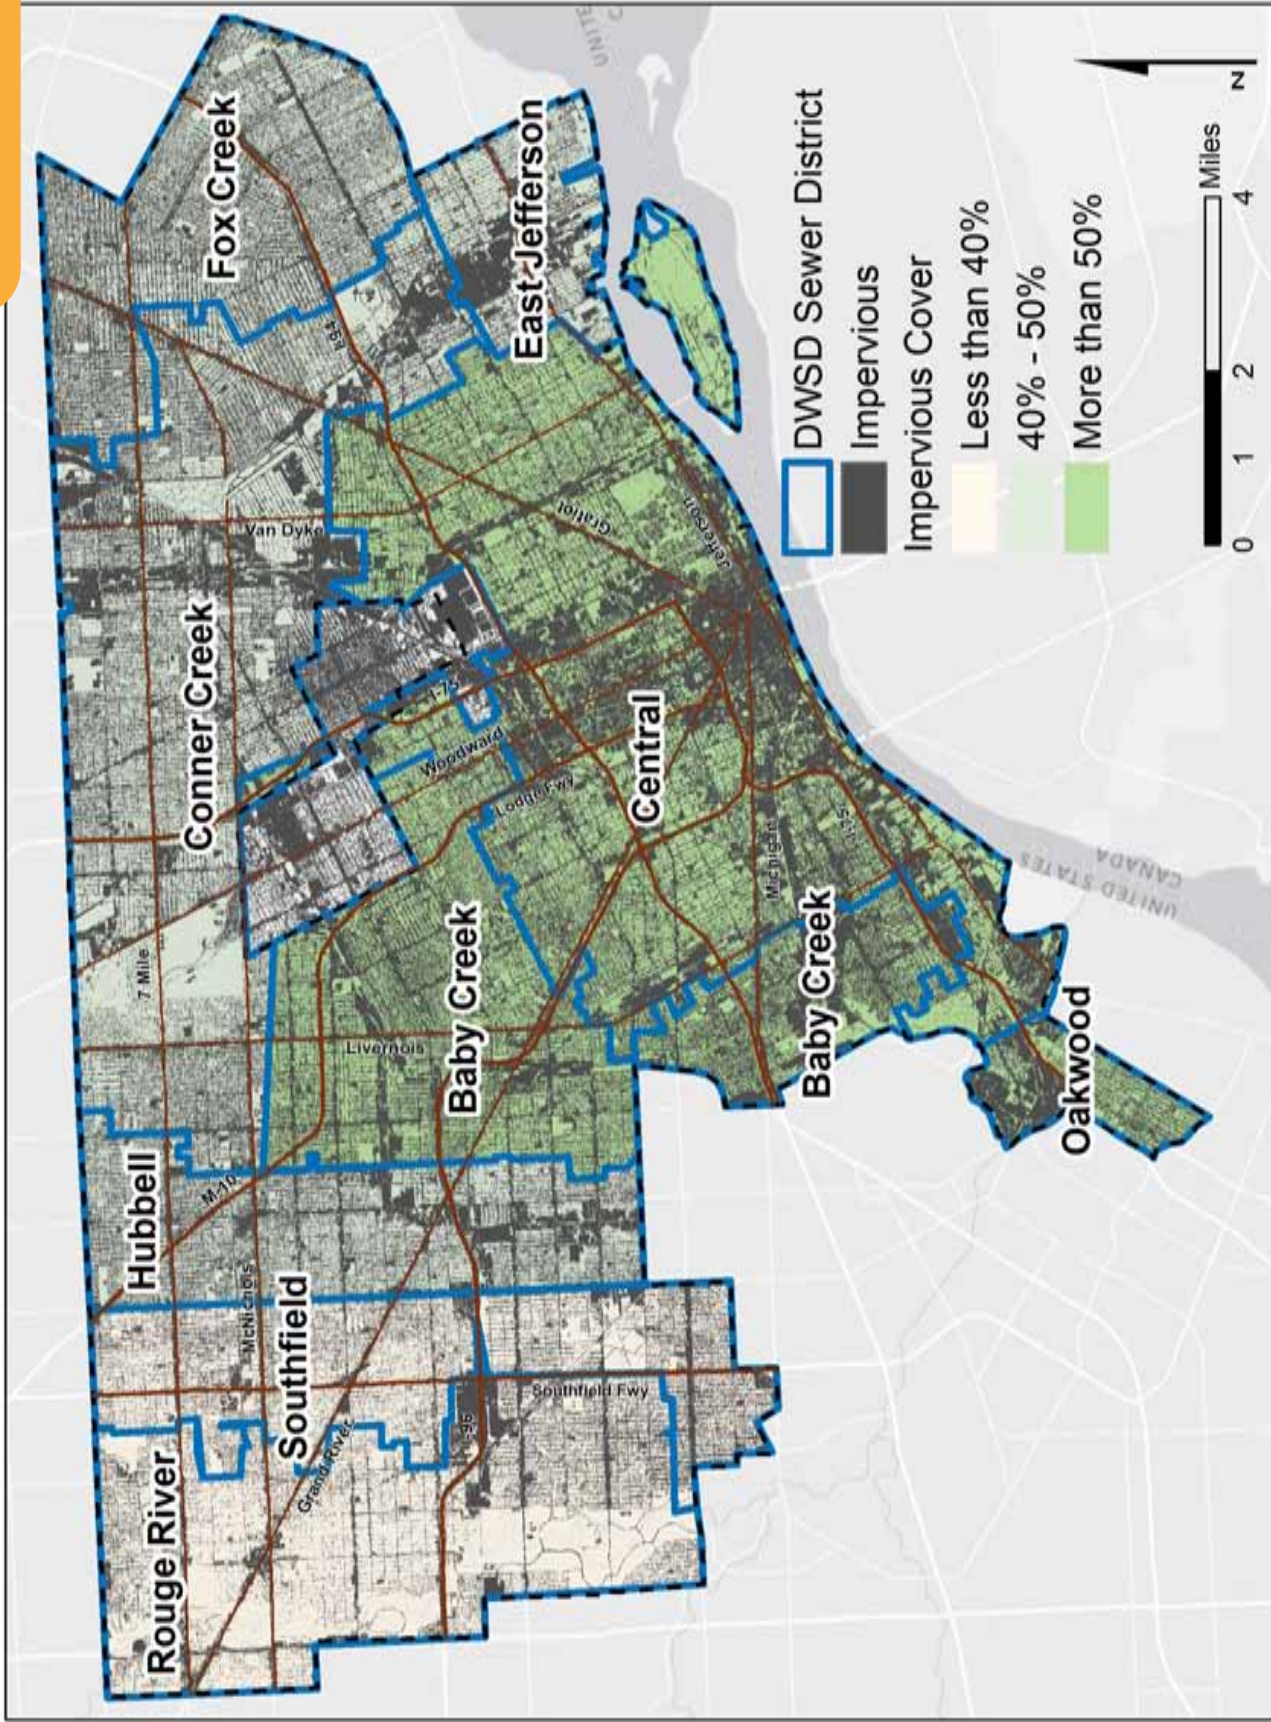 Fox Creek
East Jefferson
Conner Creek
Central
Baby Creek
Baby Creek
Oakwood
Hubbell
Southfield
Rouge River
I-94
Van Dyke
Gratiot
Jefferson
I-75
Woodward
Lodge Fwy
Michigan
I-75
7 Mile
Livernois
M-10
McNichols
Grand River
Southfield Fwy
I-96
UNITED STATES
CANADA
DWSD Sewer District
Impervious
Impervious Cover
Less than 40%
40% - 50%
More than 50%
0 1 2 4 Miles
N